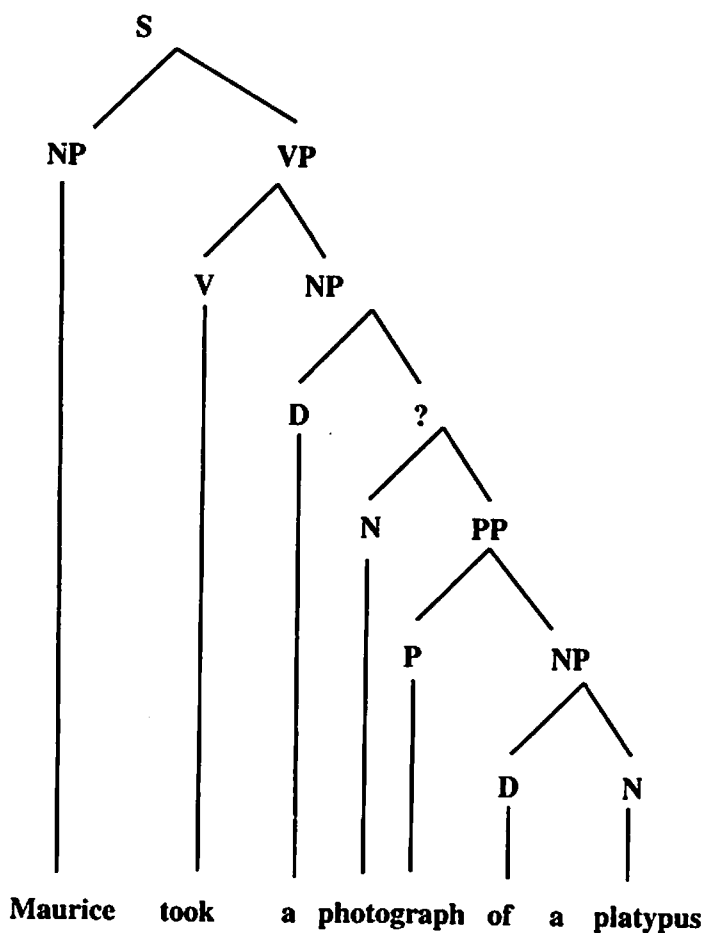 S
NP VP
V NP
D ?
N PP
P NP
D N
Maurice took a photograph of a platypus